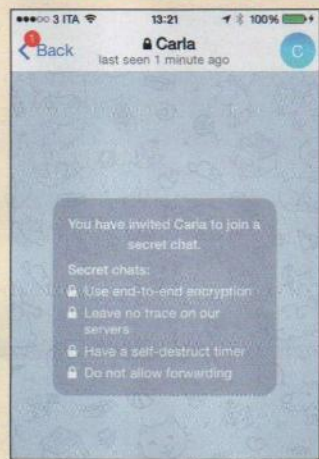 3 ITA 13:21 100%
1
Back Carla C
last seen 1 minute ago
You have invited Carla to join a
secret chat.
Secret chats:
Use end-to-end encryption
Leave no trace on our
servers
Have a self-destruct timer
Do not allow forwarding